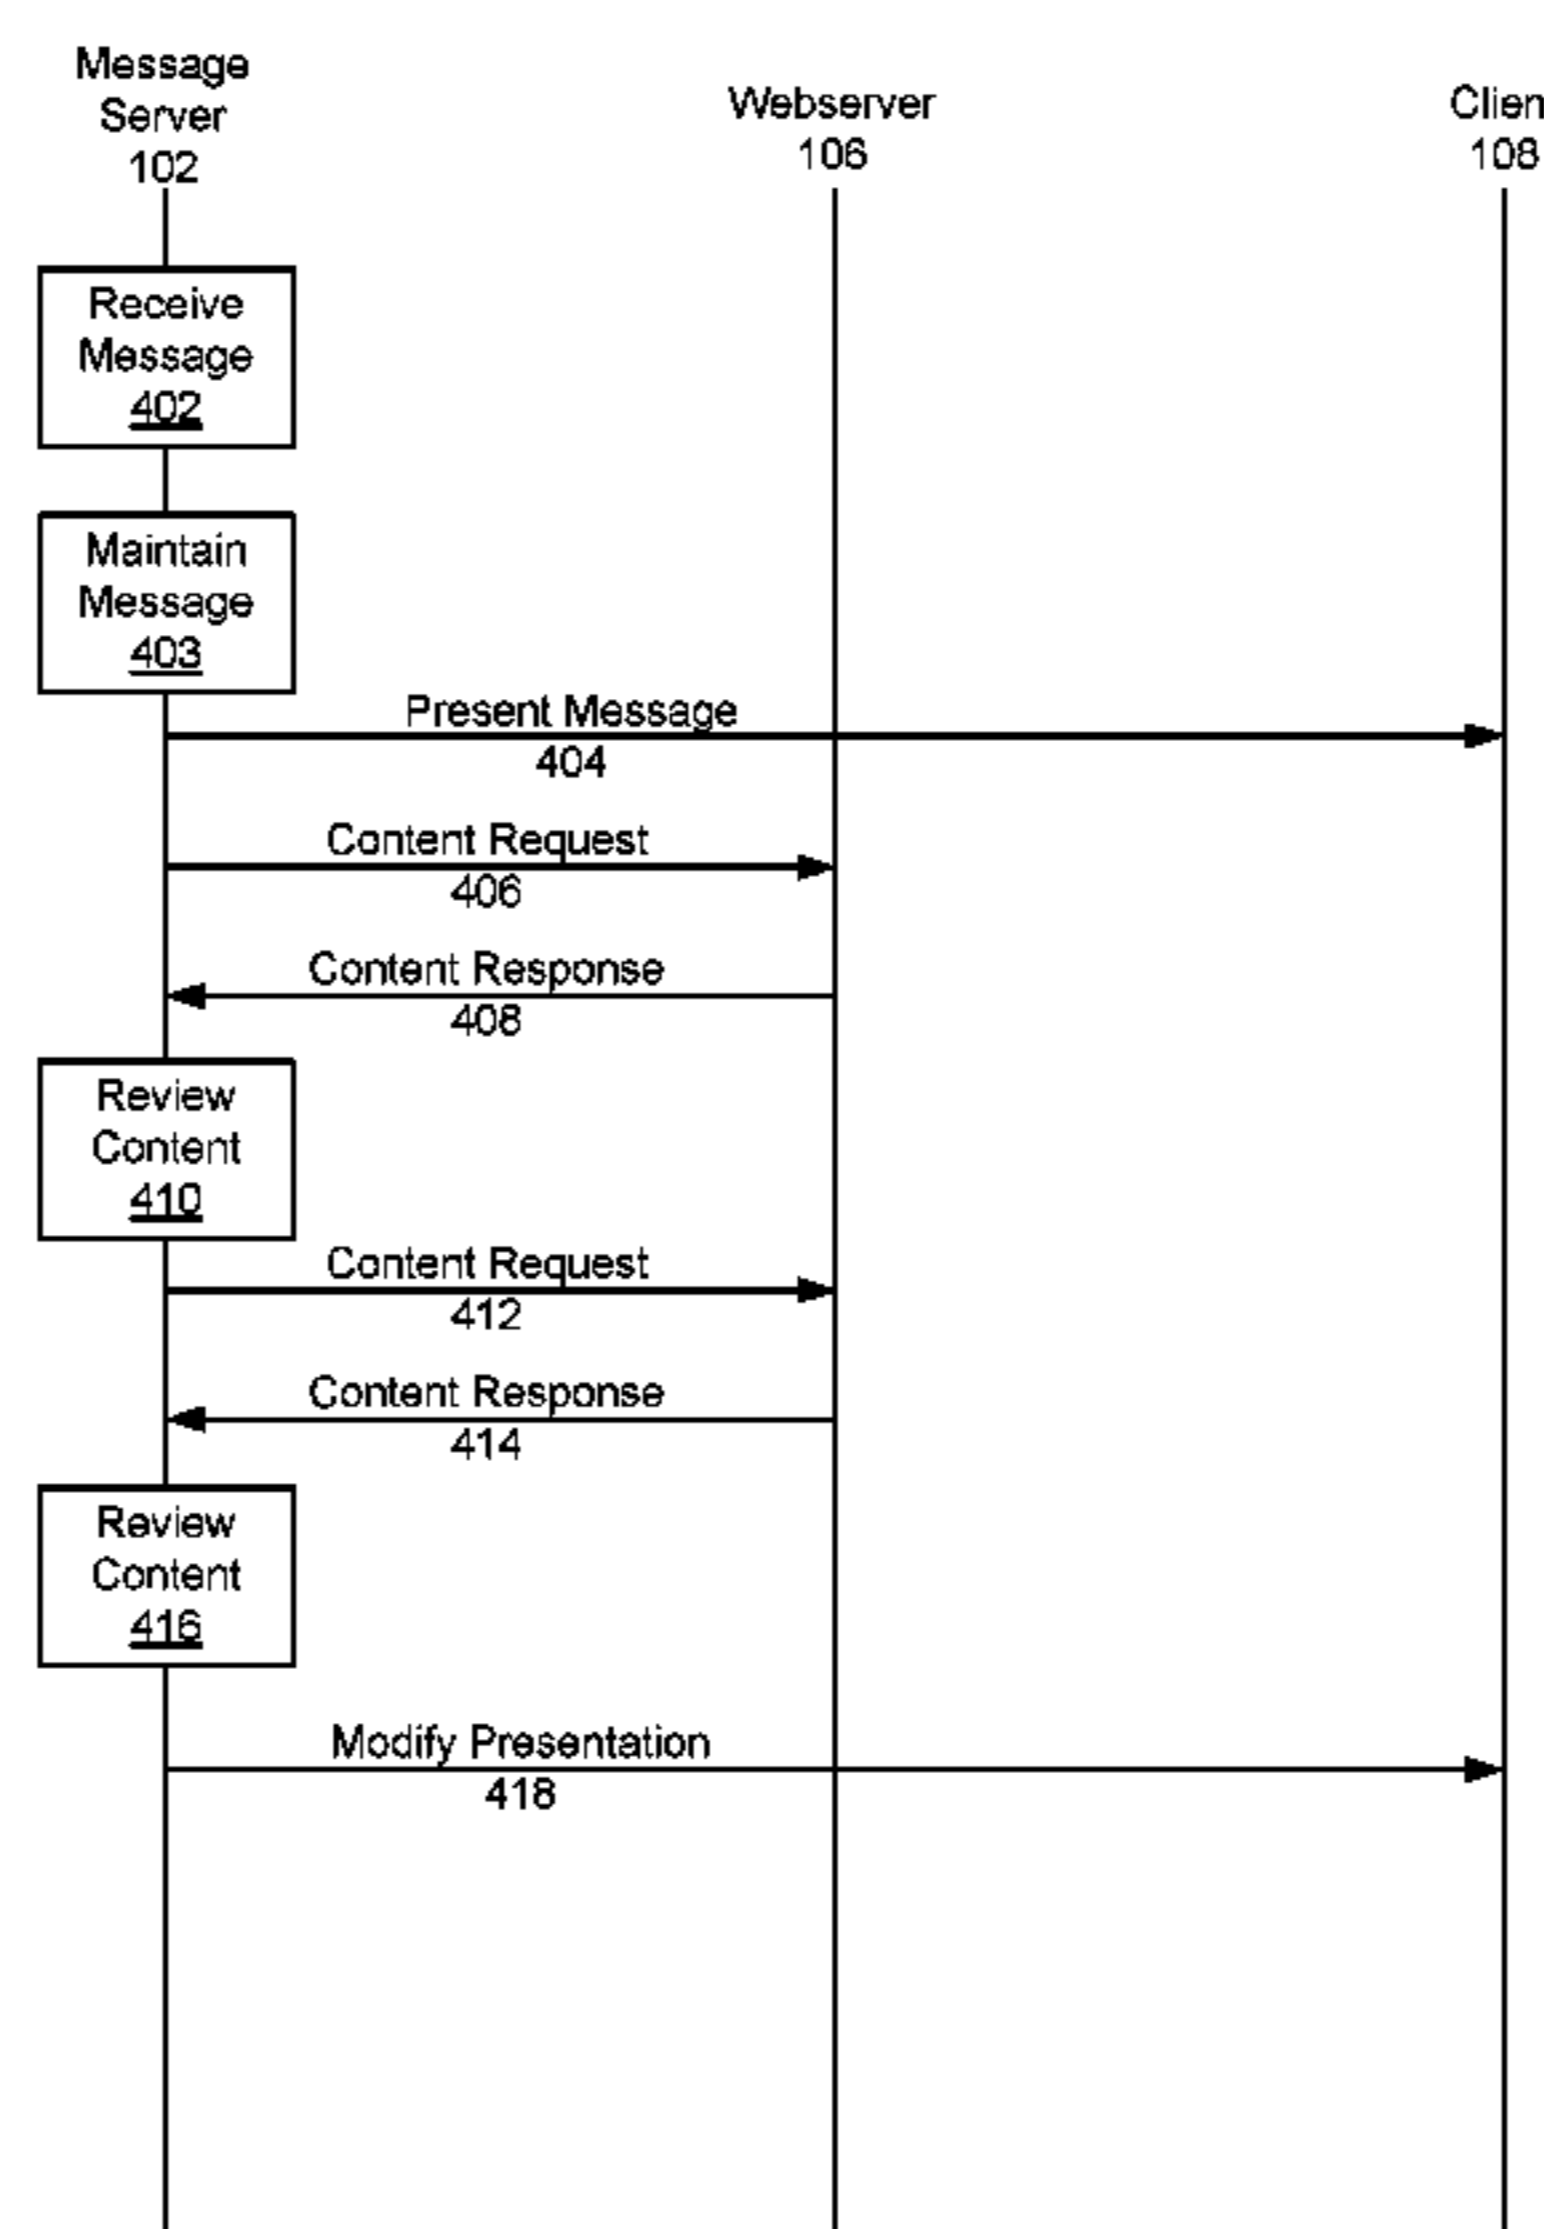 Message
Server
102
Webserver
106
Clien
108
Receive
Message
402
Maintain
Message
403
Present Message
404
Content Request
406
Content Response
408
Review
Content
410
Content Request
412
Content Response
414
Review
Content
416
Modify Presentation
418